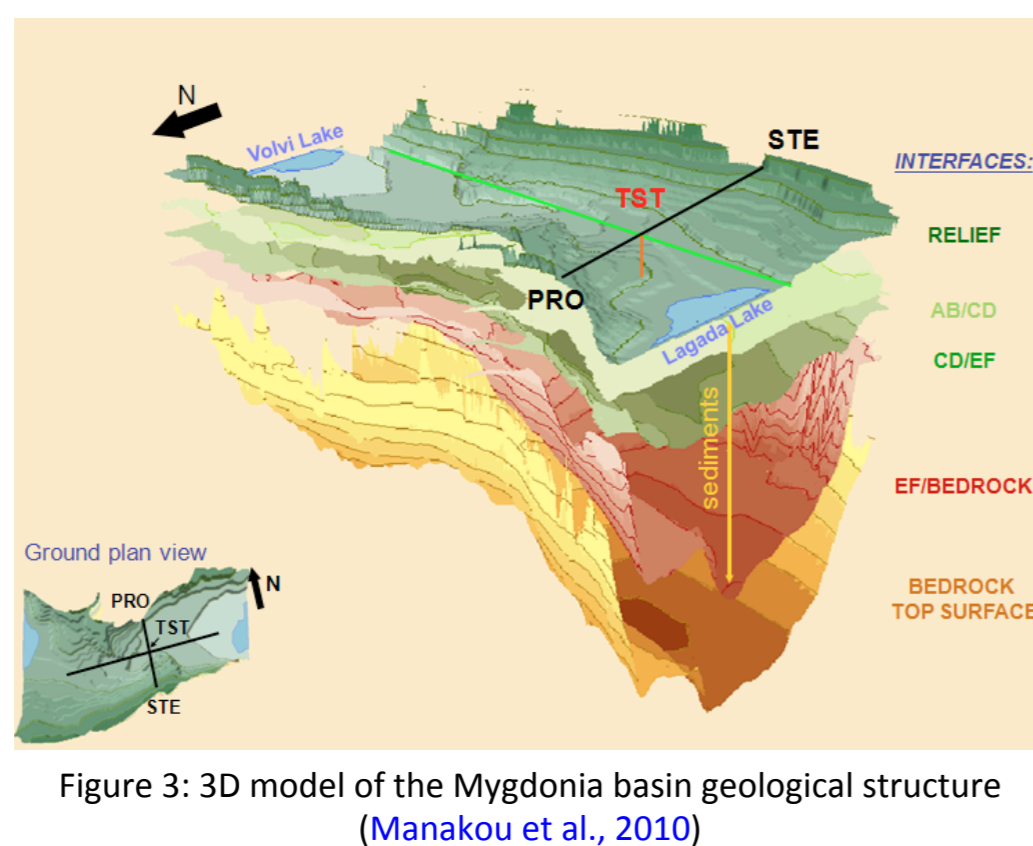 N
Volvi Lake
STE
INTERFACES:
TST
RELIEF
PRO
AB/CD
Lagada Lake
CD/EF
sediments
EF/BEDROCK
Ground plan view
BEDROCK
TOP SURFACE
N
PRO
TST
STE
Figure 3: 3D model of the Mygdonia basin geological structure
(Manakou et al., 2010)